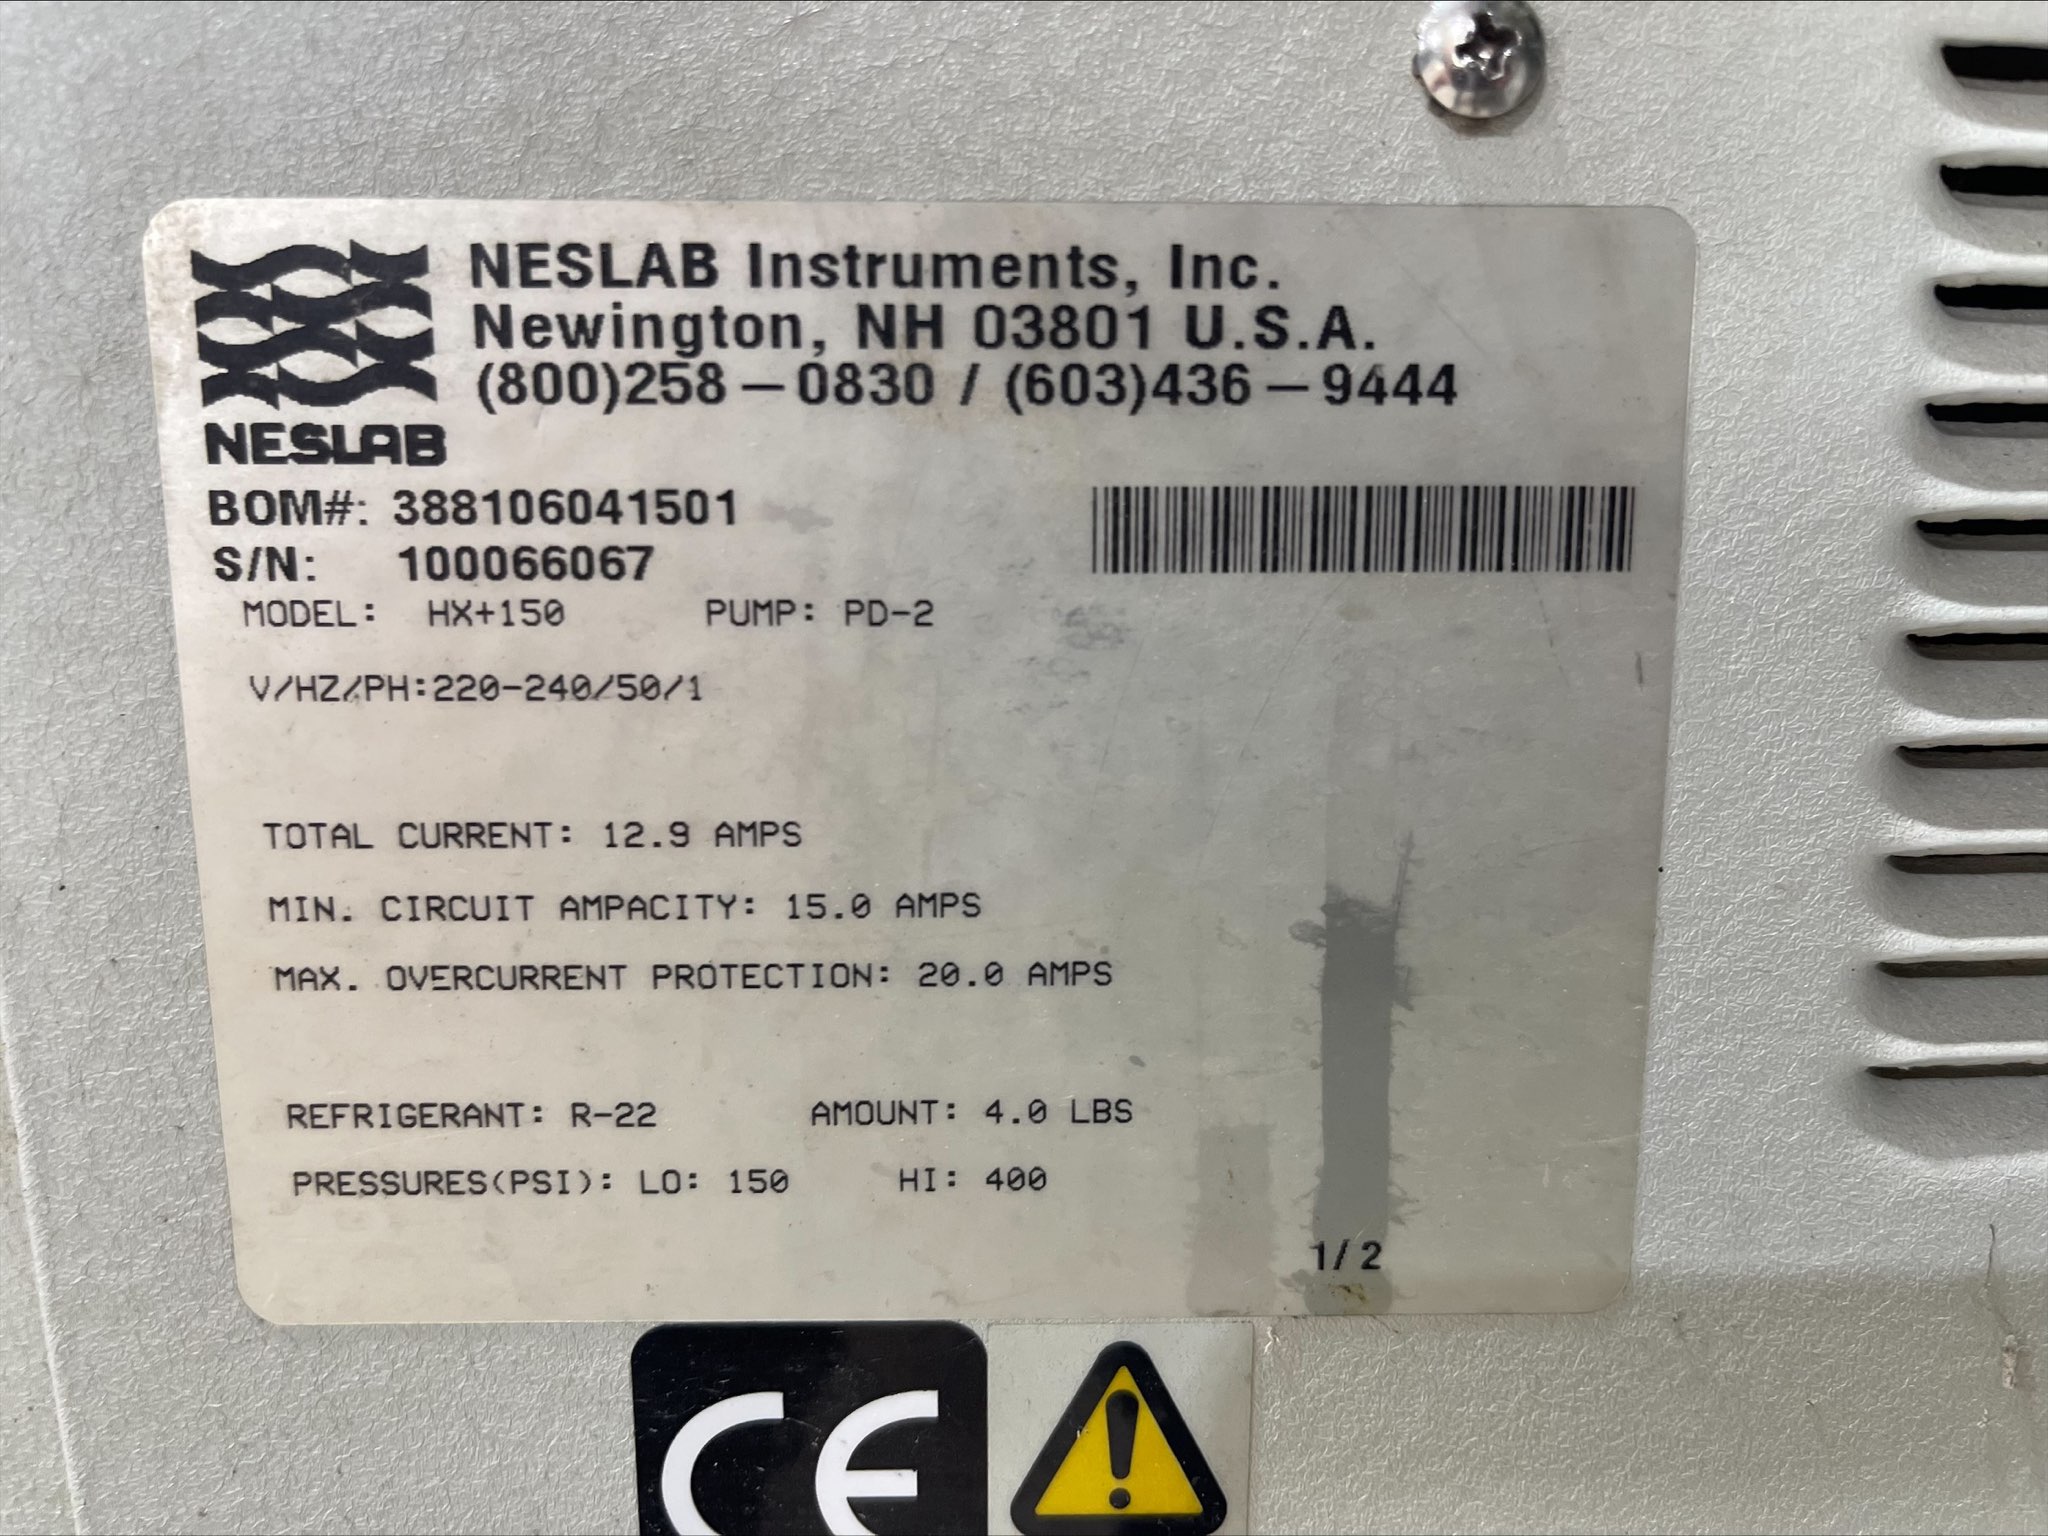 NESLAB Instruments, Inc.
Newington, NH 03801 U.S.A.
(800)258-0830 / (603)436-9444
NESLAB
BOM#: 388106041501
S/N: 100066067
MODEL: HX+150 PUMP: PD-2
V/HZ/PH:220-240/50/1
TOTAL CURRENT: 12.9 AMPS
MIN. CIRCUIT AMPACITY: 15.0 AMPS
MAX. OVERCURRENT PROTECTION: 20.0 AMPS
REFRIGERANT: R-22 AMOUNT: 4.0 LBS
PRESSURES(PSI): LO: 150 HI: 400
1/2
CE